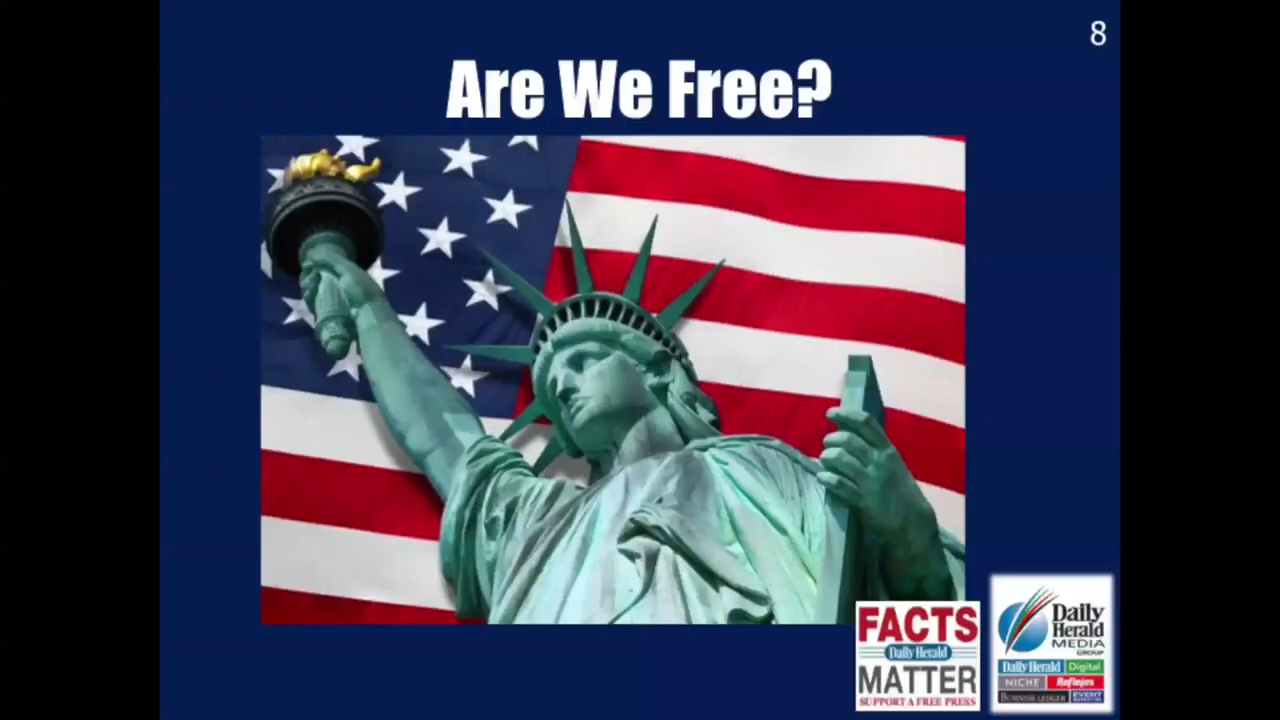 8
Are We Free?
FACTS
Daily Herald
MATTER
SUPPORT A FREE PRESS
Daily
Herald
MEDIA
GROUP
Daily Herald Digital
NICHE Reflejos
BUSINESS LEDGER EVENT